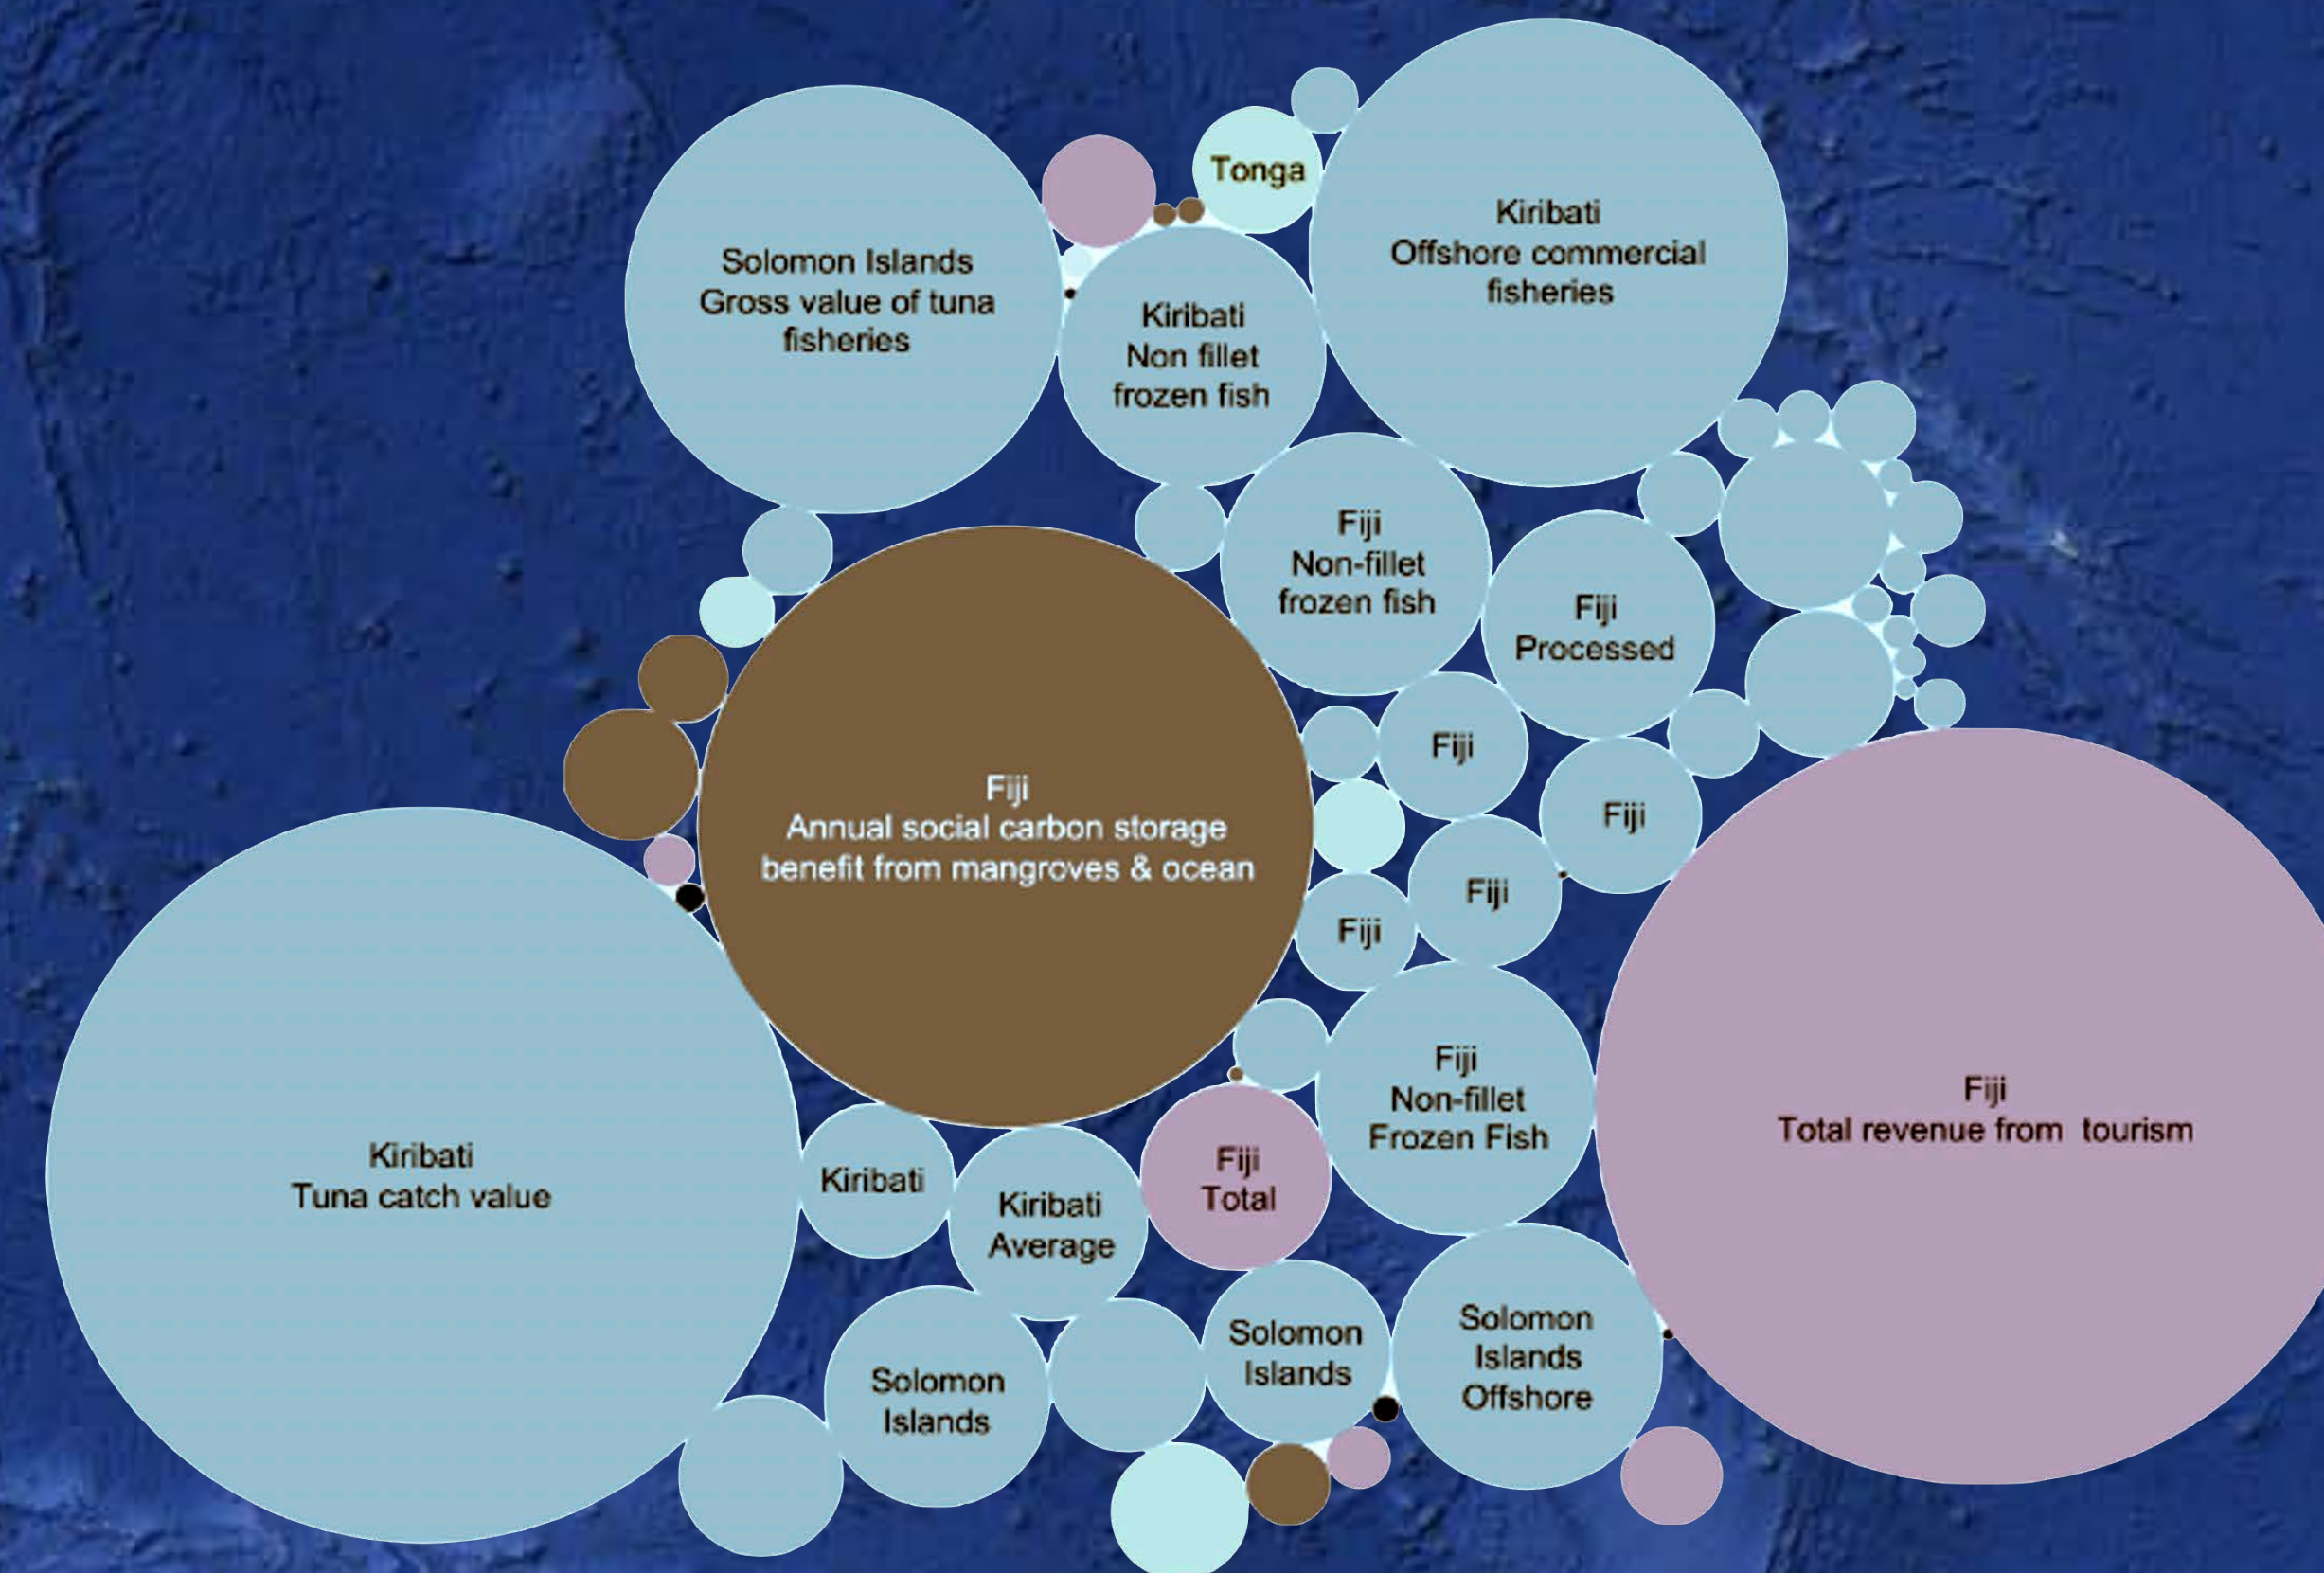 Tonga
Kiribati
Offshore commercial
fisheries
Solomon Islands
Gross value of tuna
fisheries
Kiribati
Non fillet
frozen fish
Fiji
Non-fillet
frozen fish
Fiji
Processed
Fiji
Fiji
Fiji
Annual social carbon storage
benefit from mangroves & ocean
Fiji
Fiji
Fiji
Non-fillet
Frozen Fish
Fiji
Total revenue from tourism
Kiribati
Tuna catch value
Kiribati
Kiribati
Average
Fiji
Total
Solomon
Islands
Solomon
Islands
Solomon
Islands
Offshore